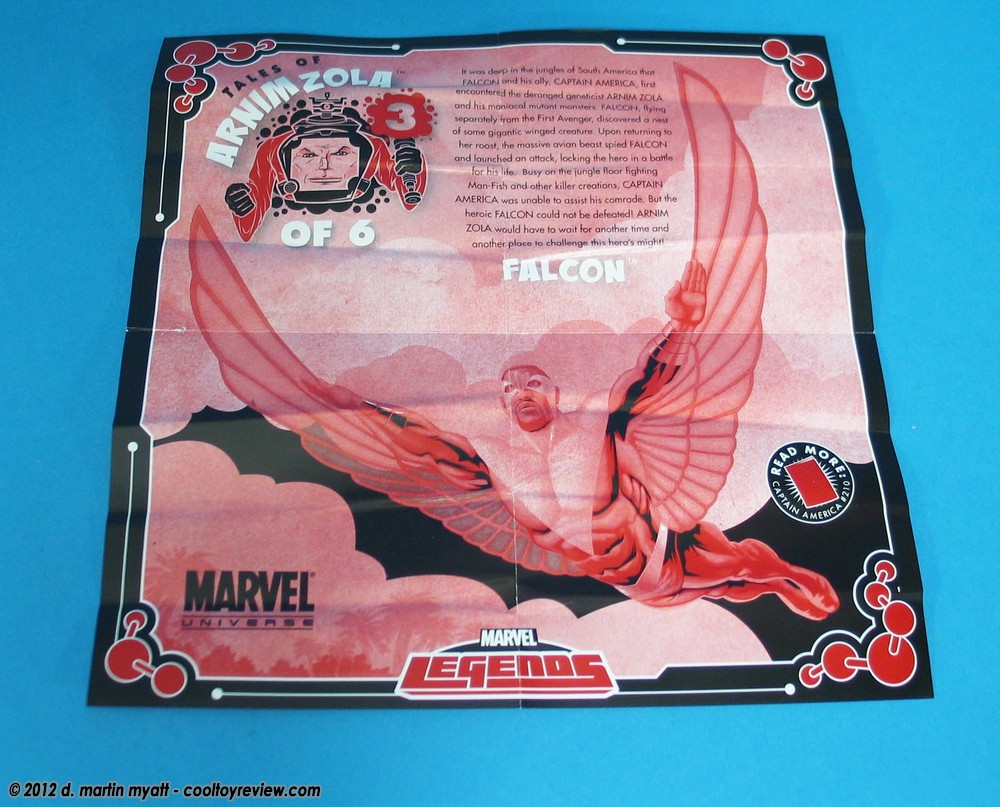 TALES OF
ARNIM ZOLA™
3
OF 6
It was deep in the jungles of South America that
FALCON and his ally, CAPTAIN AMERICA, first
encountered the deranged geneticist ARNIM ZOLA
and his maniacal mutant monsters. FALCON, flying
separately from the First Avenger, discovered a nest
of some gigantic winged creature. Upon returning to
her roost, the massive avian beast spied FALCON
and launched an attack, locking the hero in a battle
for his life. Busy on the jungle floor fighting
Man-Fish and other killer creations, CAPTAIN
AMERICA was unable to assist his comrade. But the
heroic FALCON could not be defeated! ARNIM
ZOLA would have to wait for another time and
another place to challenge this hero's might!
FALCON™
READ MORE:
CAPTAIN AMERICA #210
MARVEL®
UNIVERSE
MARVEL
LEGENDS
© 2012 d. martin myatt - cooltoyreview.com